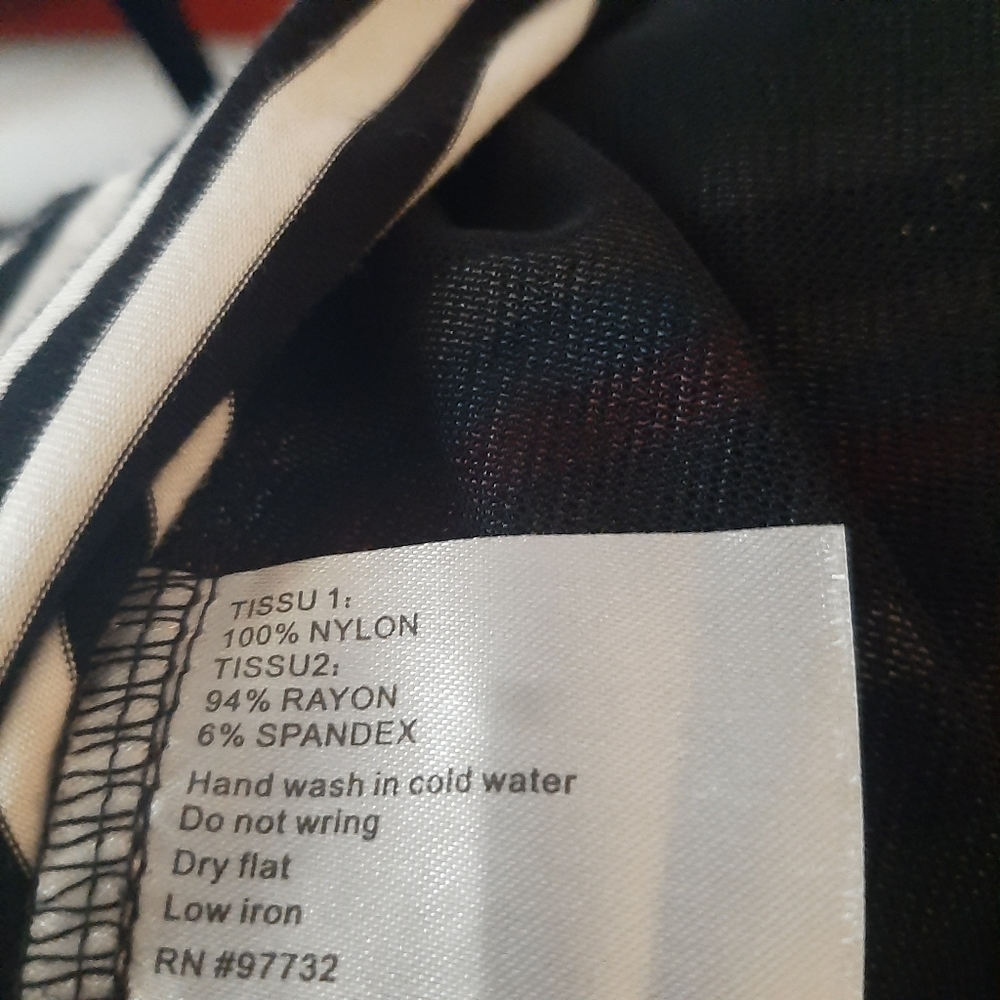 TISSU 1:
100% NYLON
TISSU2:
94% RAYON
6% SPANDEX
Hand wash in cold water
Do not wring
Dry flat
Low iron
RN #97732